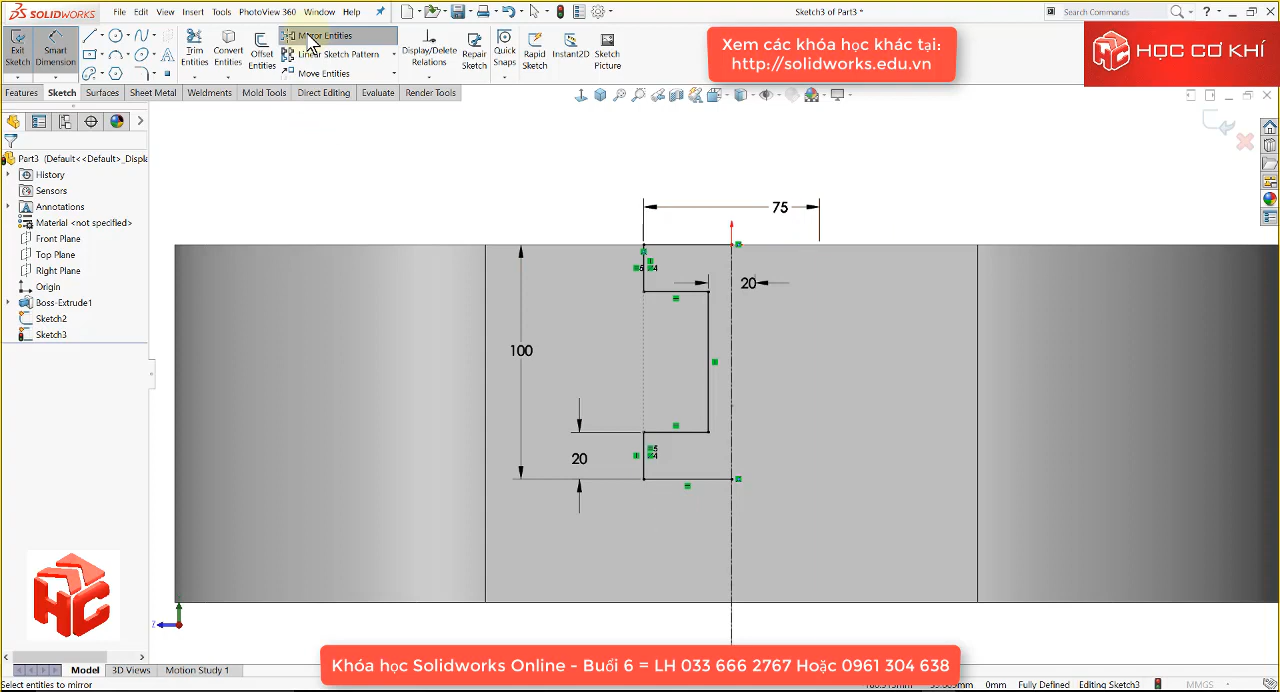 SOLIDWORKS
File Edit View Insert Tools PhotoView 360 Window Help
Sketch3 of Part3 *
Search Commands
Exit Sketch
Smart Dimension
Trim Entities
Convert Entities
Offset Entities
Mirror Entities
Linear Sketch Pattern
Move Entities
Display/Delete Relations
Repair Sketch
Quick Snaps
Rapid Sketch
Instant2D
Sketch Picture
Xem các khóa học khác tại:
http://solidworks.edu.vn
HỌC CƠ KHÍ
Features Sketch Surfaces Sheet Metal Weldments Mold Tools Direct Editing Evaluate Render Tools
Part3 (Default<<Default>_Displa
History
Sensors
Annotations
Material <not specified>
Front Plane
Top Plane
Right Plane
Origin
Boss-Extrude1
Sketch2
Sketch3
75
20
100
20
HC
Z
Model 3D Views Motion Study 1
Khóa học Solidworks Online - Buổi 6 = LH 033 666 2767 Hoặc 0961 304 638
Select entities to mirror
0mm Fully Defined Editing Sketch3 MMGS